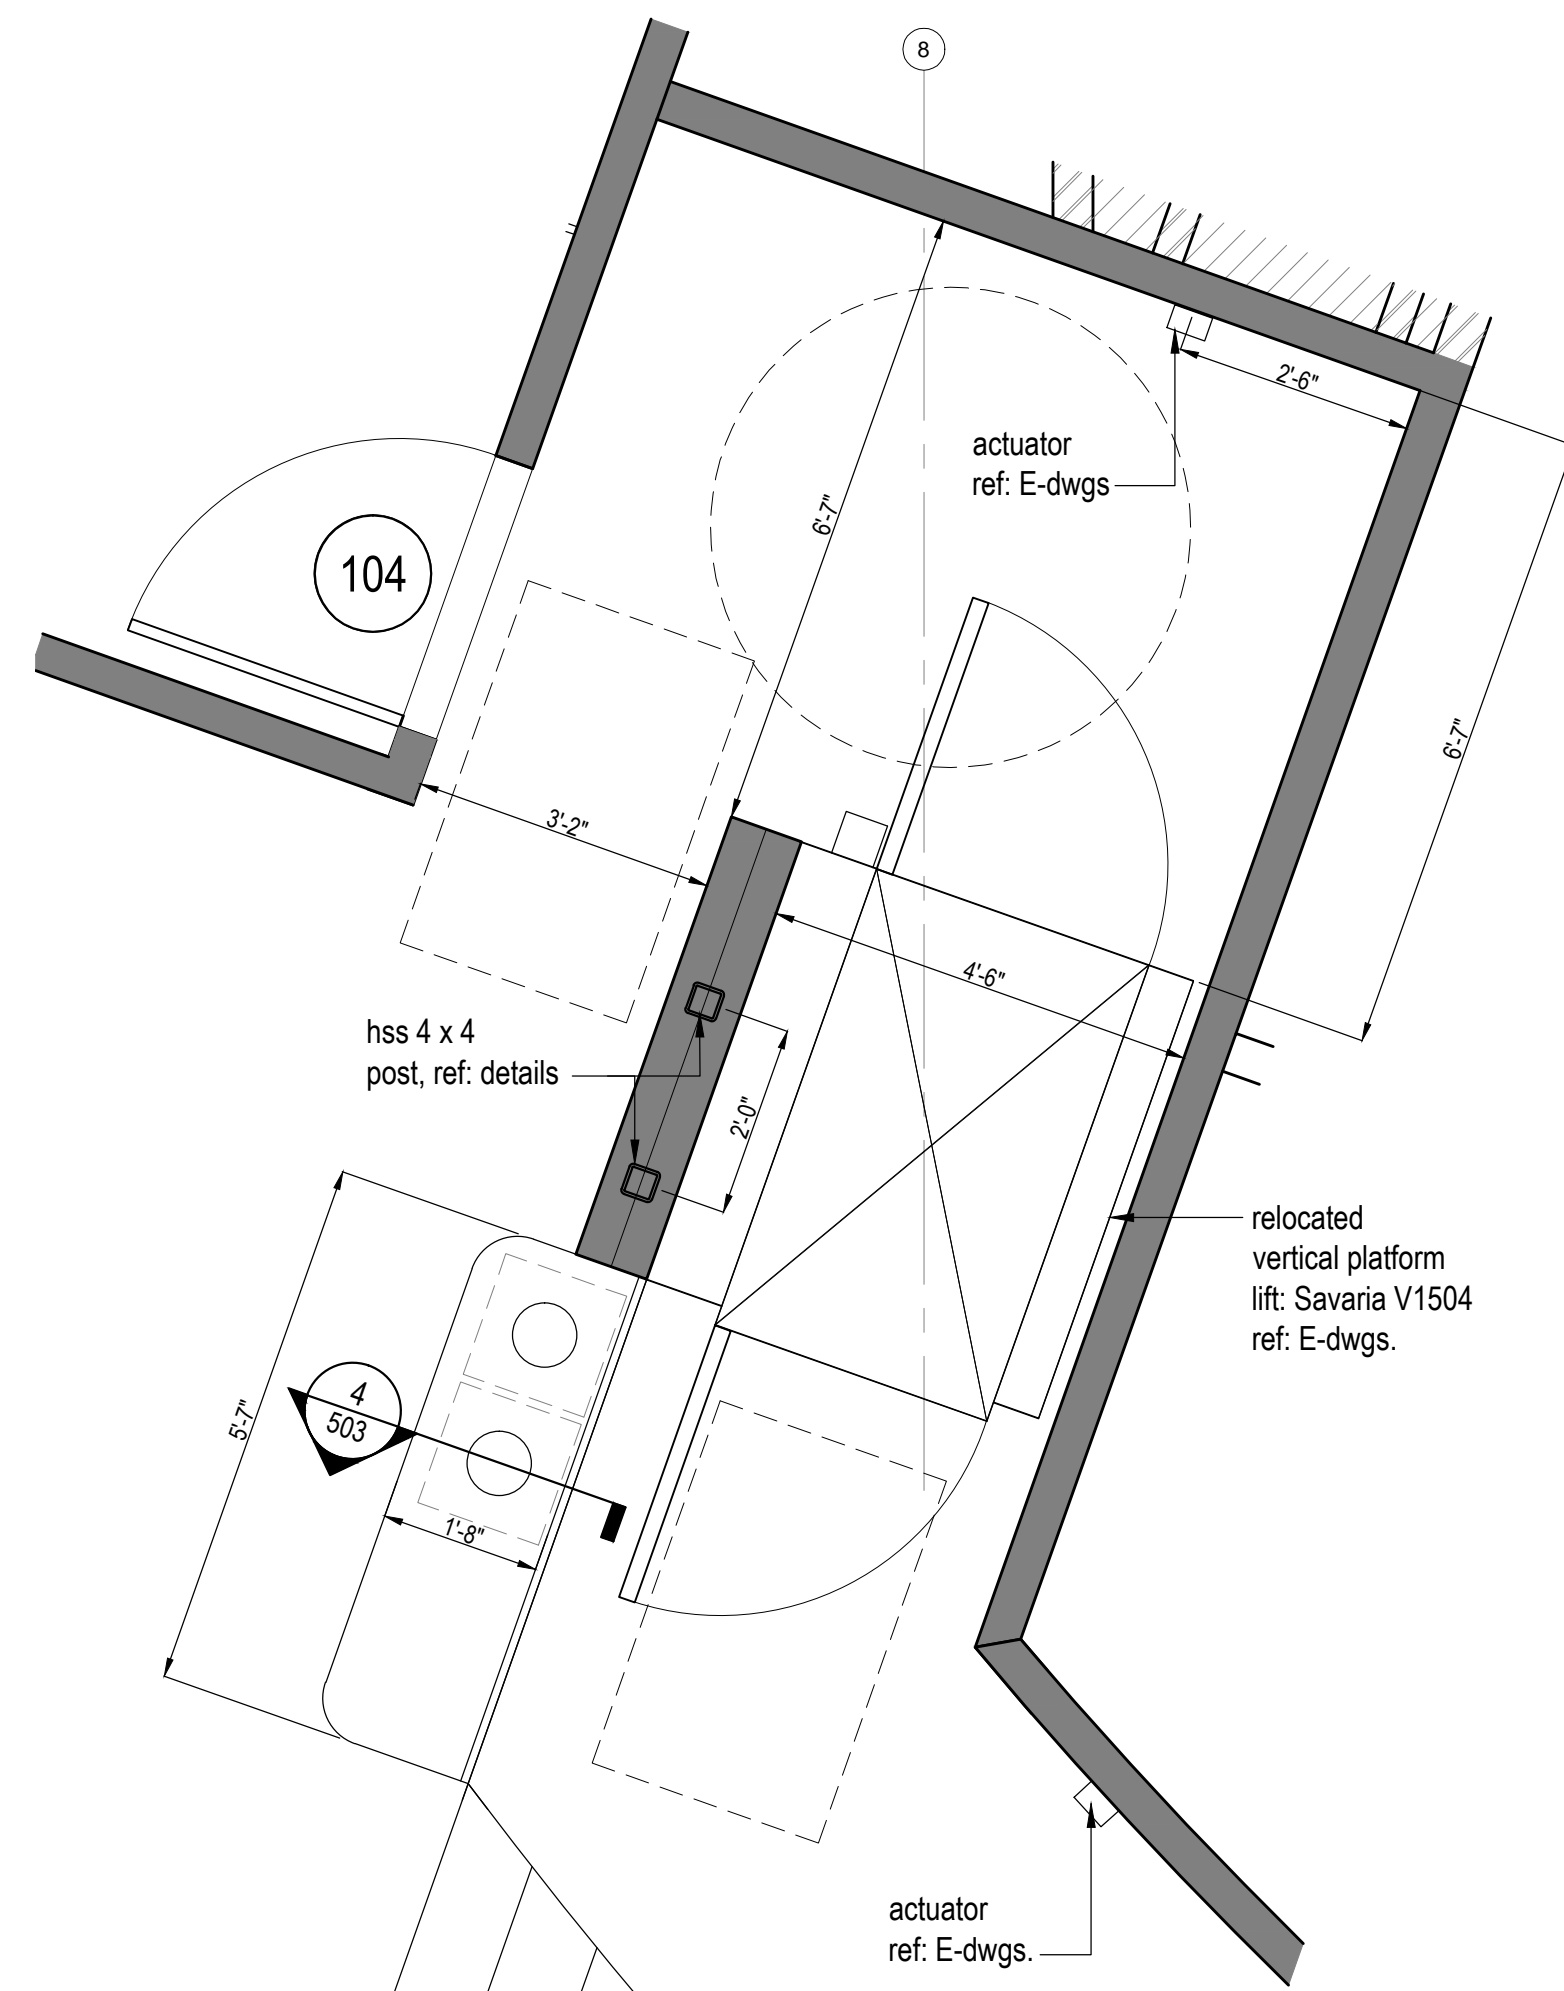 8
2'-6"
actuator
ref: E-dwgs
6'-7"
104
6'-7"
3'-2"
4'-6"
hss 4 x 4
post, ref: details
2'-0"
relocated
vertical platform
lift: Savaria V1504
ref: E-dwgs.
4
503
5'-7"
1'-8"
actuator
ref: E-dwgs.